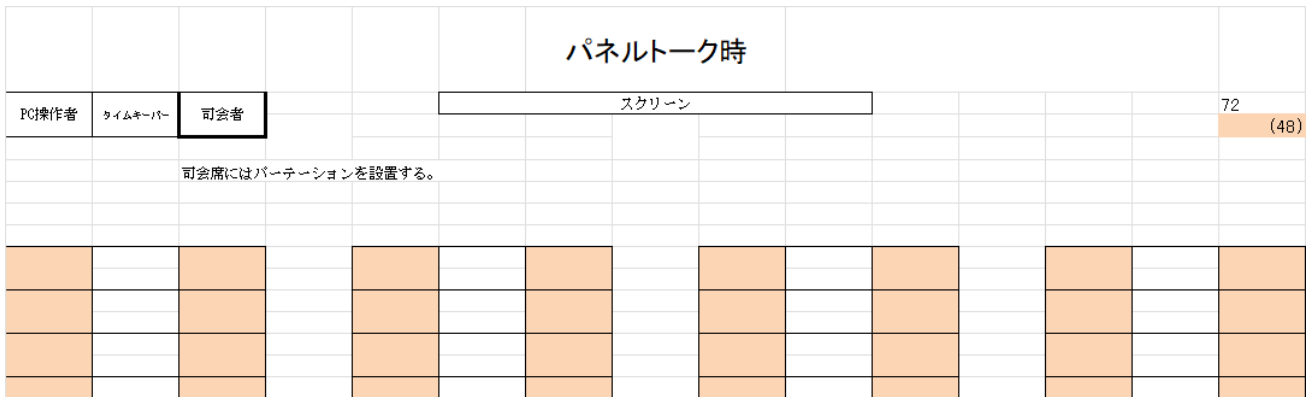 パネルトーク時
PC操作者
タイムキーパー
司会者
スクリーン
72
(48)
司会席にはパーテーションを設置する。